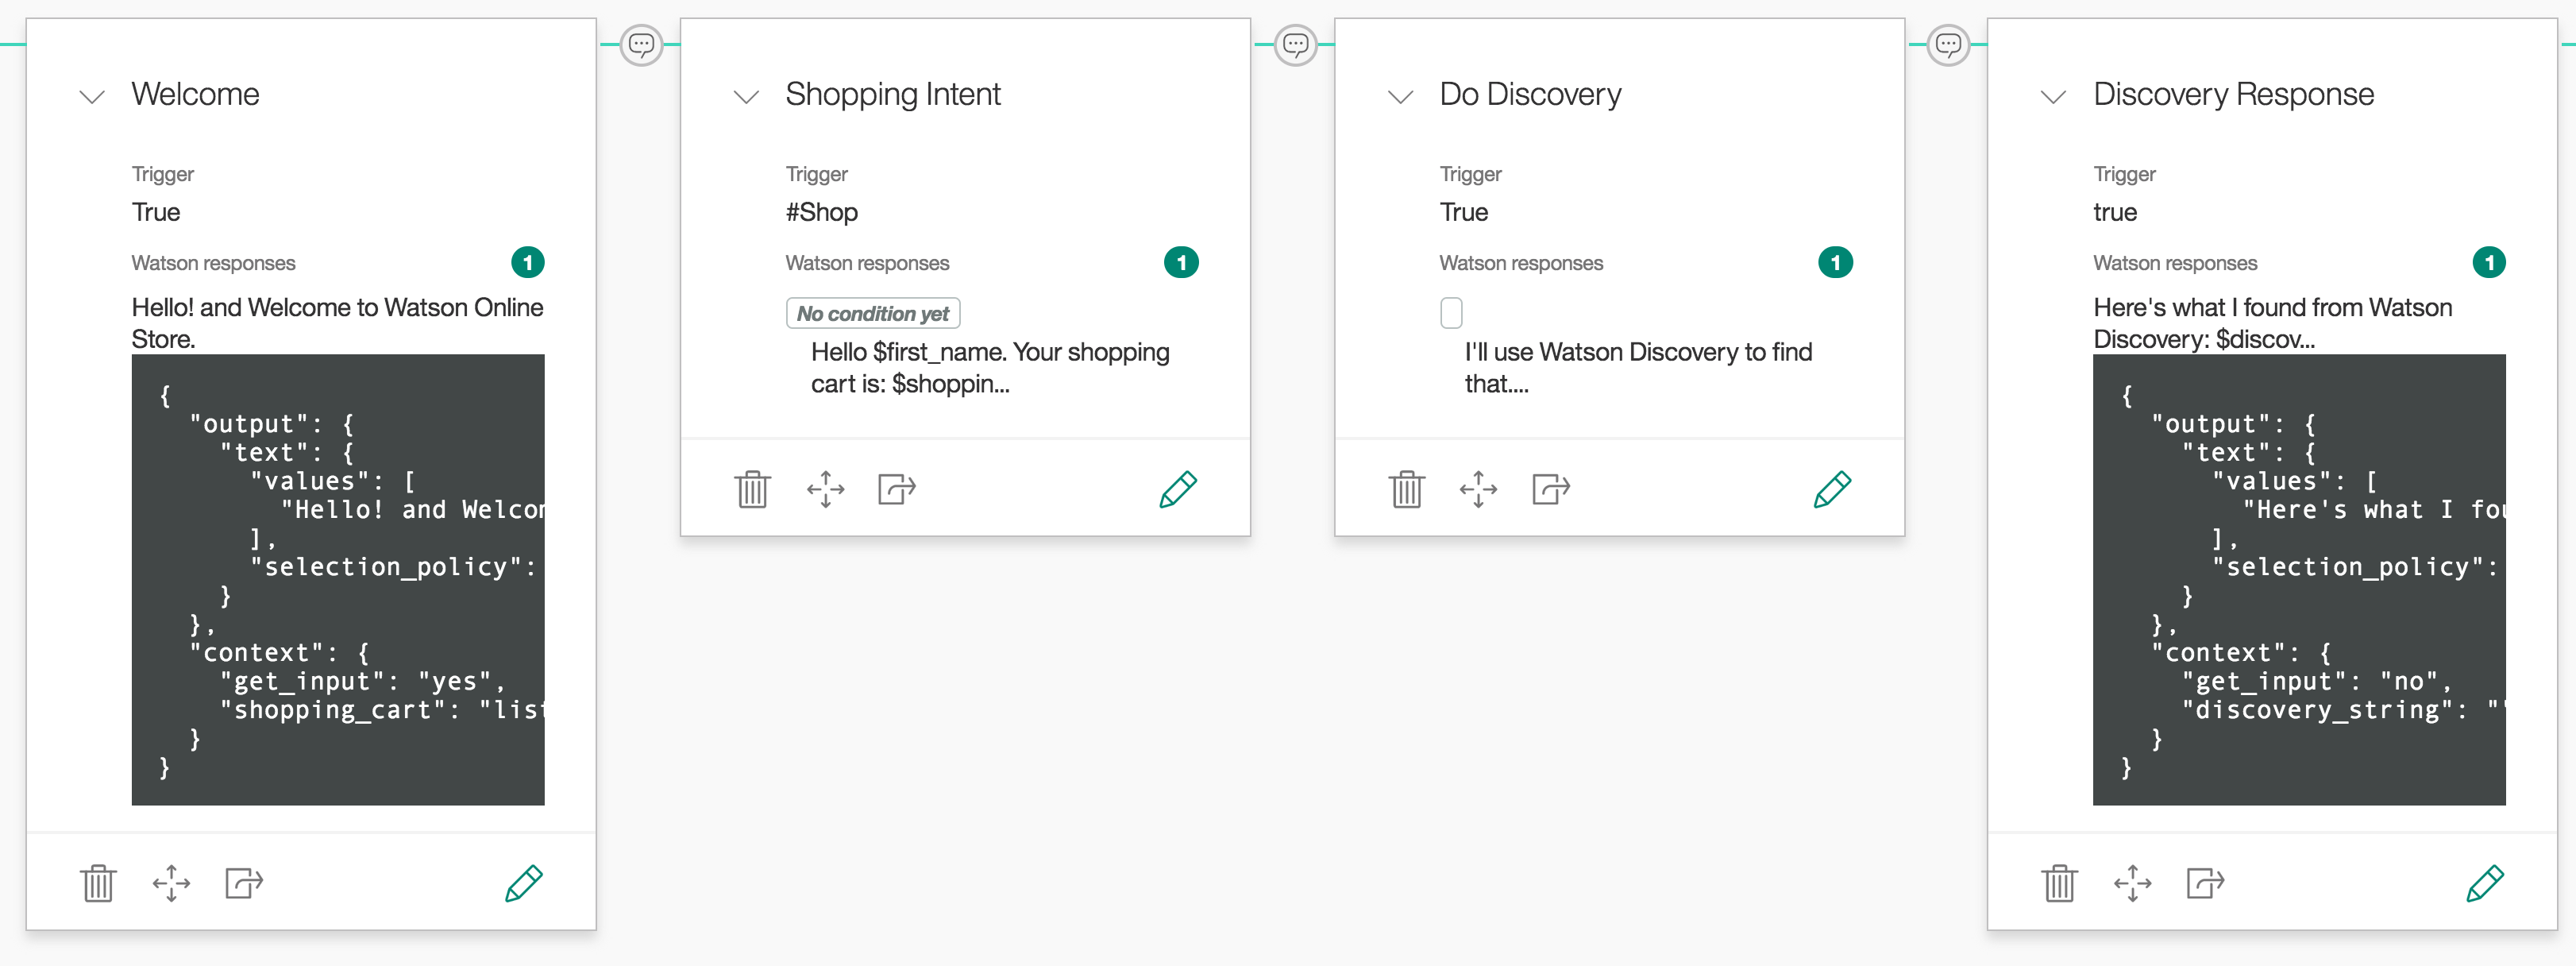 Welcome
Trigger
True
Watson responses
1
Hello! and Welcome to Watson Online
Store.
{
"output": {
"text": {
"values": [
"Hello! and Welcom
],
"selection_policy":
}
},
"context": {
"get_input": "yes",
"shopping_cart": "list
}
}
Shopping Intent
Trigger
#Shop
Watson responses
1
No condition yet
Hello $first_name. Your shopping
cart is: $shoppin...
Do Discovery
Trigger
True
Watson responses
1
I'll use Watson Discovery to find
that....
Discovery Response
Trigger
true
Watson responses
1
Here's what I found from Watson
Discovery: $discov...
{
"output": {
"text": {
"values": [
"Here's what I fou
],
"selection_policy":
}
},
"context": {
"get_input": "no",
"discovery_string": ""
}
}